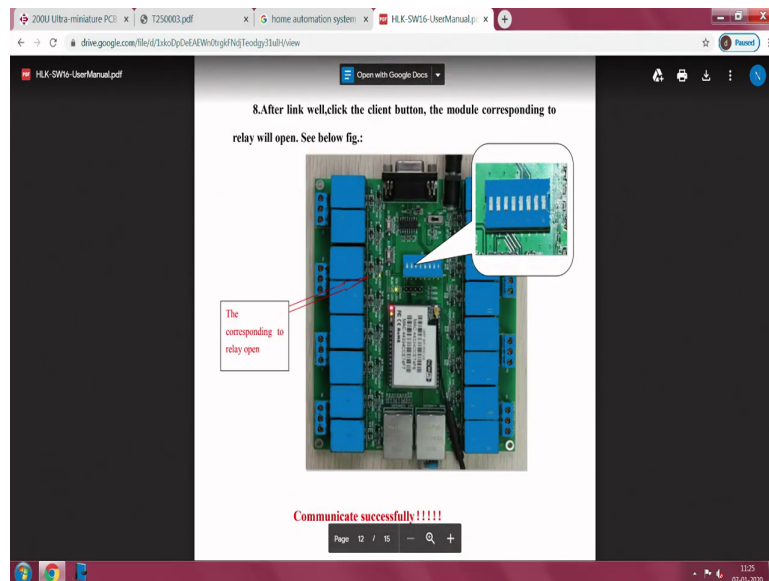 200U Ultra-miniature PCB
T250003.pdf
home automation system
HLK-SW16-UserManual.p
drive.google.com/file/d/1xkoDpDeEAEWn0trgkFNdjTeodgy31ulH/view
Paused
HLK-SW16-UserManual.pdf
Open with Google Docs
8.After link well,click the client button, the module corresponding to
relay will open. See below fig.:
The
corresponding to
relay open
Communicate successfully!!!!!
Page 12 / 15
11:25
07-01-2020